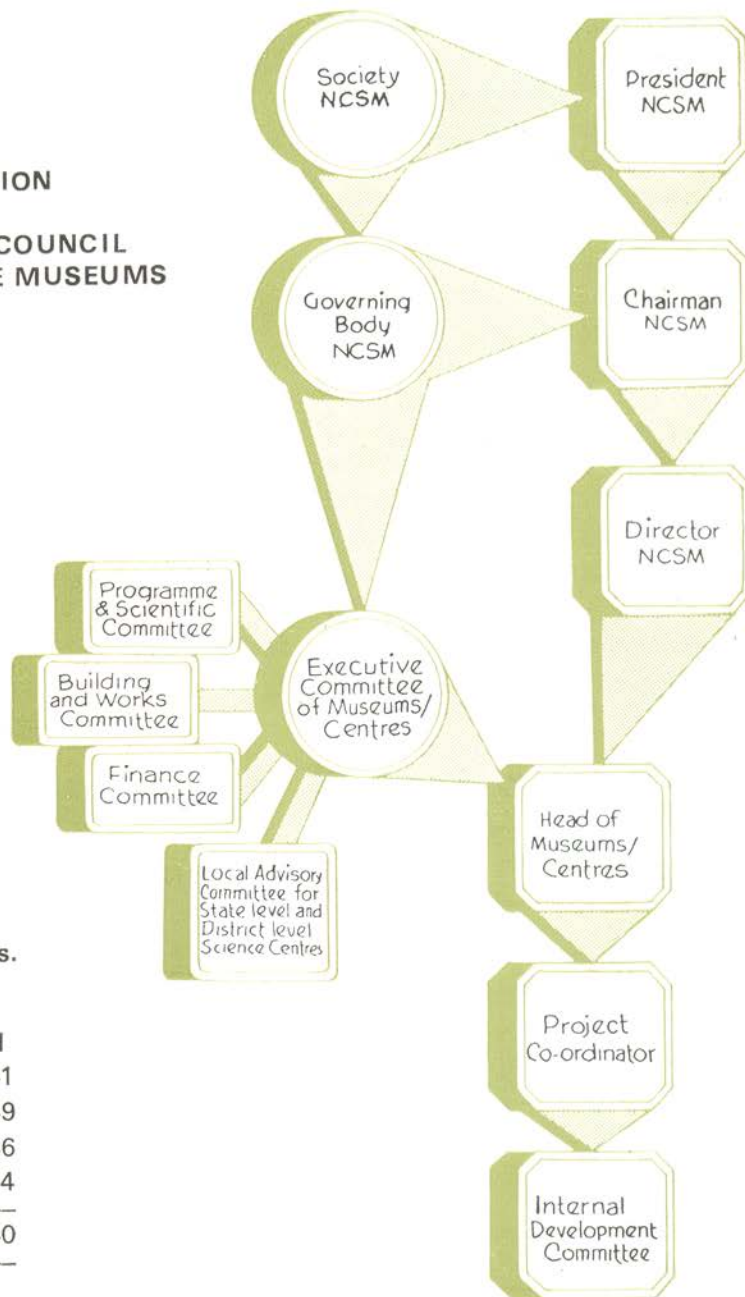 Society
NCSM
President
NCSM
ION
COUNCIL
MUSEUMS
Governing
Body
NCSM
Chairman
NCSM
Director
NCSM
Programme
& Scientific
Committee
Building
and Works
Committee
Finance
Committee
Executive
Committee
of Museums/
Centres
Local Advisory
Committee for
State level and
District level
Science Centres
Head of
Museums/
Centres
s.
1
9
6
4
0
Project
Co-ordinator
Internal
Development
Committee